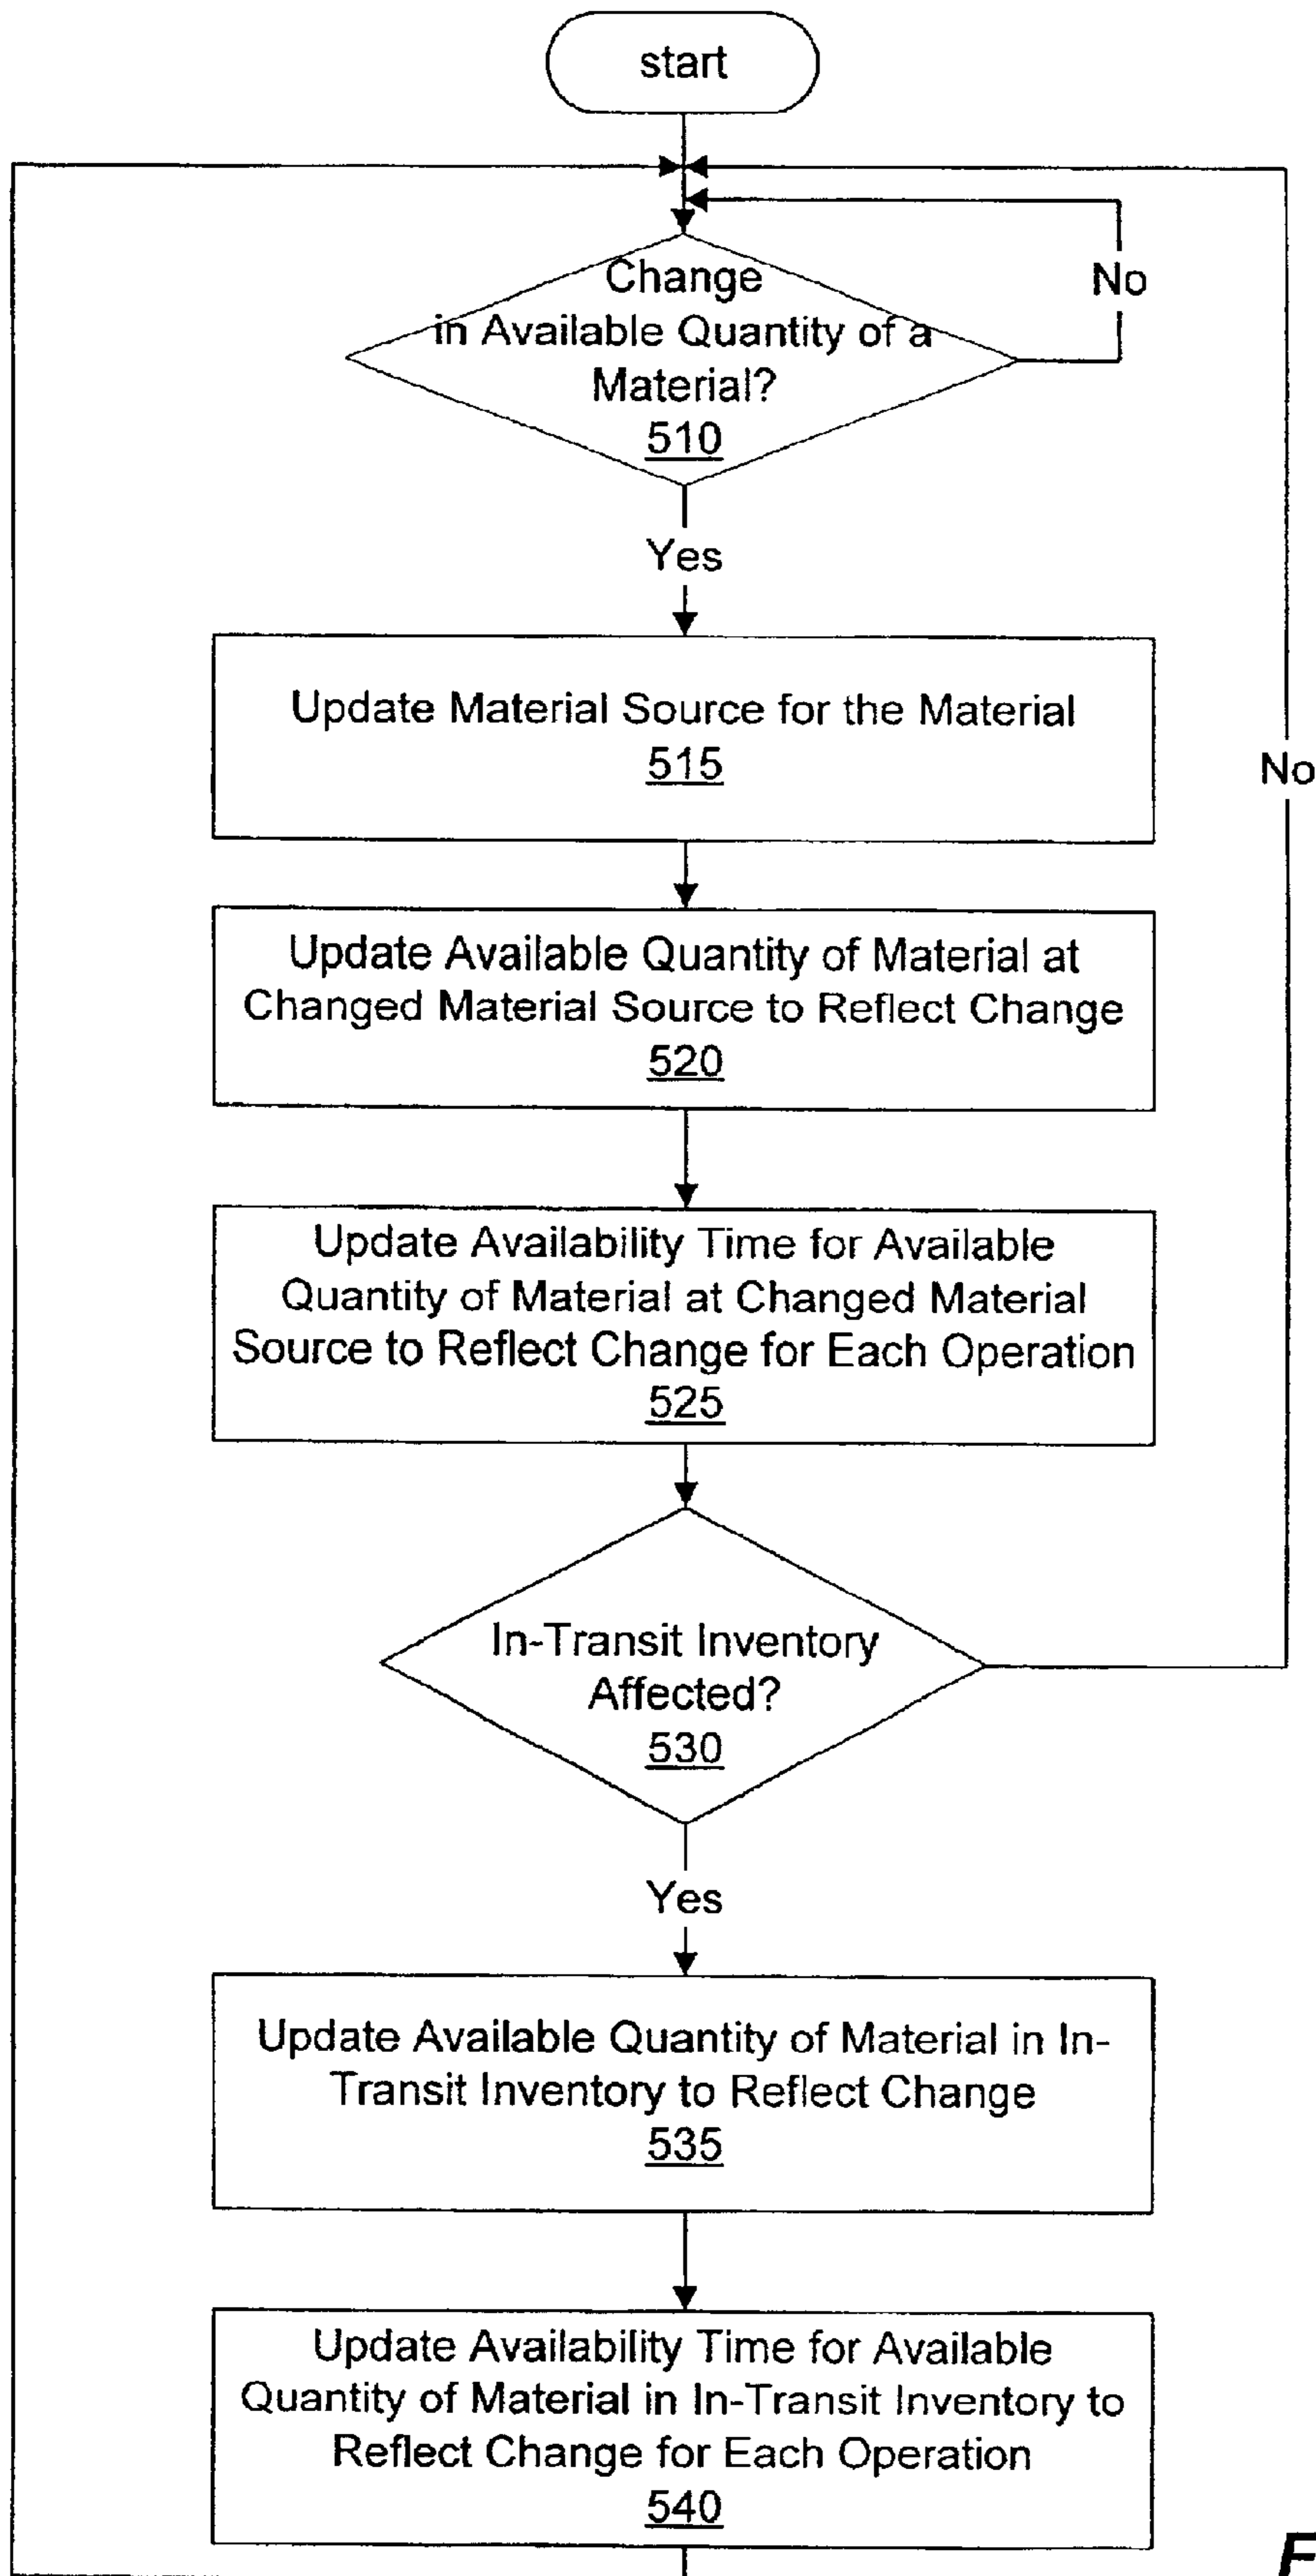 start
Change
in Available Quantity of a
Material?
510
No
Yes
Update Material Source for the Material
515
No
Update Available Quantity of Material at
Changed Material Source to Reflect Change
520
Update Availability Time for Available
Quantity of Material at Changed Material
Source to Reflect Change for Each Operation
525
In-Transit Inventory
Affected?
530
Yes
Update Available Quantity of Material in In-
Transit Inventory to Reflect Change
535
Update Availability Time for Available
Quantity of Material in In-Transit Inventory to
Reflect Change for Each Operation
540